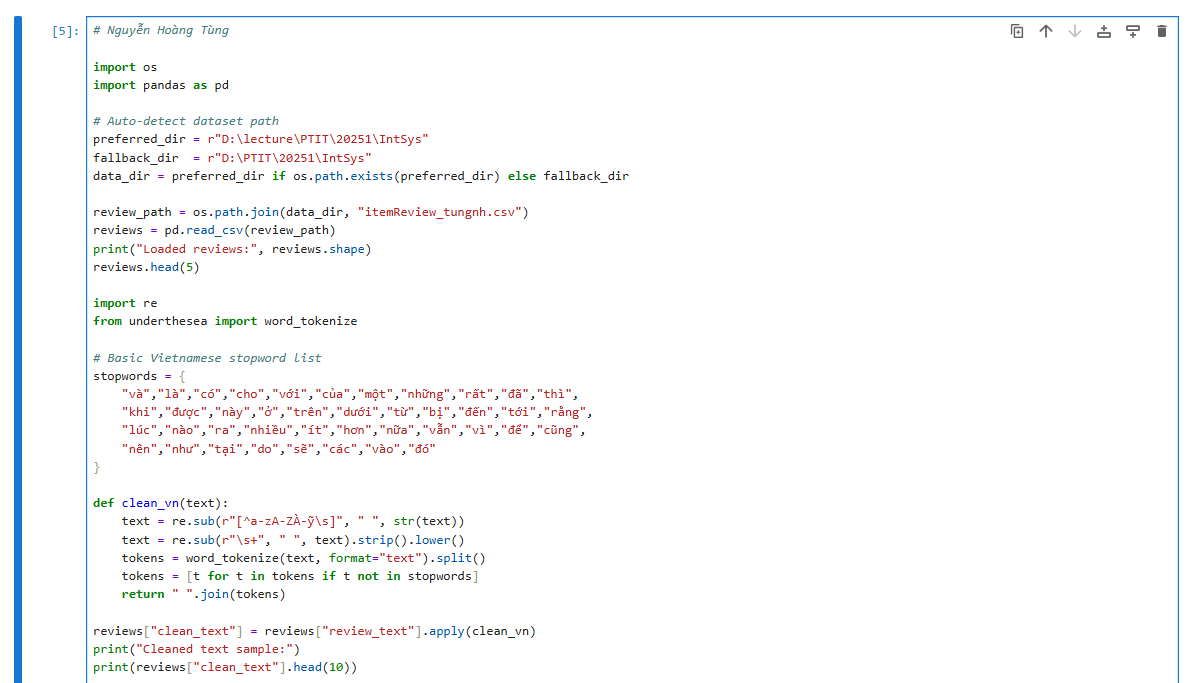 [5]:
# Nguyễn Hoàng Tùng
import os
import pandas as pd
# Auto-detect dataset path
preferred_dir = r"D:\lecture\PTIT\20251\IntSys"
fallback_dir  = r"D:\PTIT\20251\IntSys"
data_dir = preferred_dir if os.path.exists(preferred_dir) else fallback_dir
review_path = os.path.join(data_dir, "itemReview_tungnh.csv")
reviews = pd.read_csv(review_path)
print("Loaded reviews:", reviews.shape)
reviews.head(5)
import re
from underthesea import word_tokenize
# Basic Vietnamese stopword list
stopwords = {
    "và","là","có","cho","với","của","một","những","rất","đã","thì",
    "khi","được","này","ở","trên","dưới","từ","bị","đến","tới","rằng",
    "lúc","nào","ra","nhiều","ít","hơn","nữa","vẫn","vì","để","cũng",
    "nên","như","tại","do","sẽ","các","vào","đó"
}
def clean_vn(text):
    text = re.sub(r"[^a-zA-ZÀ-ỹ\s]", " ", str(text))
    text = re.sub(r"\s+", " ", text).strip().lower()
    tokens = word_tokenize(text, format="text").split()
    tokens = [t for t in tokens if t not in stopwords]
    return " ".join(tokens)
reviews["clean_text"] = reviews["review_text"].apply(clean_vn)
print("Cleaned text sample:")
print(reviews["clean_text"].head(10))